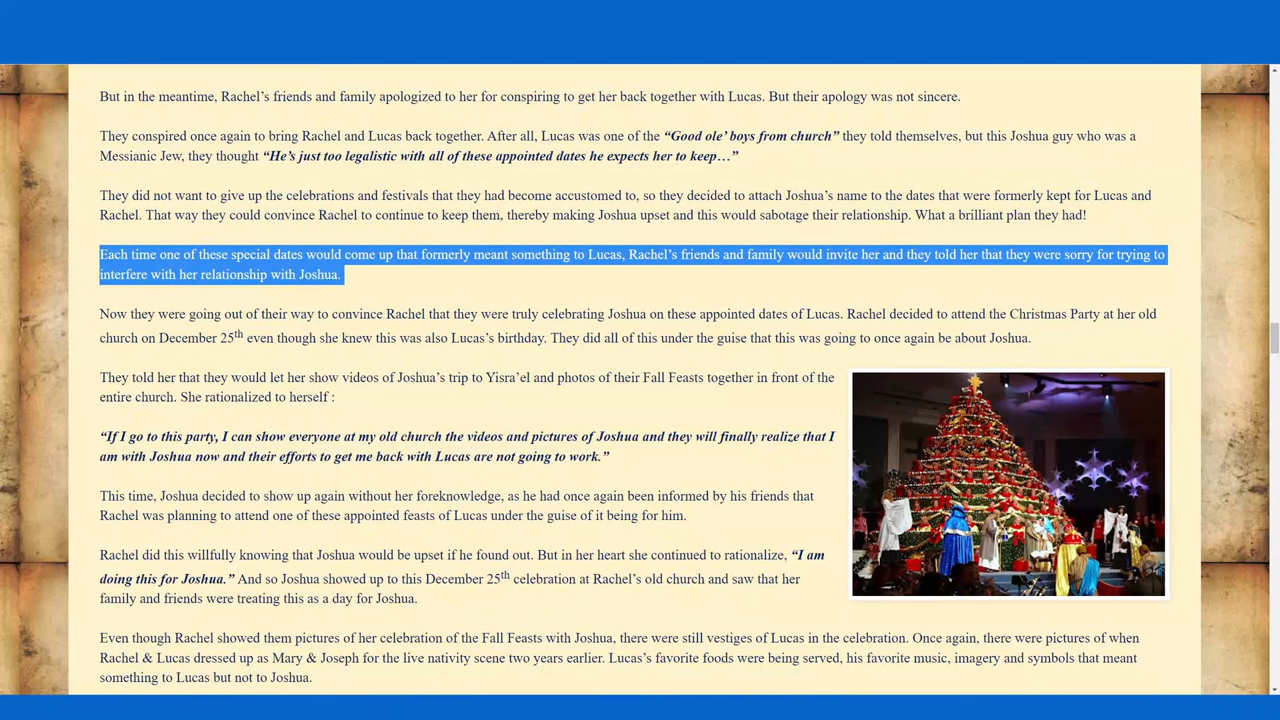 But in the meantime, Rachel’s friends and family apologized to her for conspiring to get her back together with Lucas. But their apology was not sincere.
They conspired once again to bring Rachel and Lucas back together. After all, Lucas was one of the “Good ole’ boys from church” they told themselves, but this Joshua guy who was a
Messianic Jew, they thought “He’s just too legalistic with all of these appointed dates he expects her to keep…”
They did not want to give up the celebrations and festivals that they had become accustomed to, so they decided to attach Joshua’s name to the dates that were formerly kept for Lucas and
Rachel. That way they could convince Rachel to continue to keep them, thereby making Joshua upset and this would sabotage their relationship. What a brilliant plan they had!
Each time one of these special dates would come up that formerly meant something to Lucas, Rachel’s friends and family would invite her and they told her that they were sorry for trying to
interfere with her relationship with Joshua.
Now they were going out of their way to convince Rachel that they were truly celebrating Joshua on these appointed dates of Lucas. Rachel decided to attend the Christmas Party at her old
church on December 25th even though she knew this was also Lucas’s birthday. They did all of this under the guise that this was going to once again be about Joshua.
They told her that they would let her show videos of Joshua’s trip to Yisra’el and photos of their Fall Feasts together in front of the
entire church. She rationalized to herself :
“If I go to this party, I can show everyone at my old church the videos and pictures of Joshua and they will finally realize that I
am with Joshua now and their efforts to get me back with Lucas are not going to work.”
This time, Joshua decided to show up again without her foreknowledge, as he had once again been informed by his friends that
Rachel was planning to attend one of these appointed feasts of Lucas under the guise of it being for him.
Rachel did this willfully knowing that Joshua would be upset if he found out. But in her heart she continued to rationalize, “I am
doing this for Joshua.” And so Joshua showed up to this December 25th celebration at Rachel’s old church and saw that her
family and friends were treating this as a day for Joshua.
Even though Rachel showed them pictures of her celebration of the Fall Feasts with Joshua, there were still vestiges of Lucas in the celebration. Once again, there were pictures of when
Rachel & Lucas dressed up as Mary & Joseph for the live nativity scene two years earlier. Lucas’s favorite foods were being served, his favorite music, imagery and symbols that meant
something to Lucas but not to Joshua.